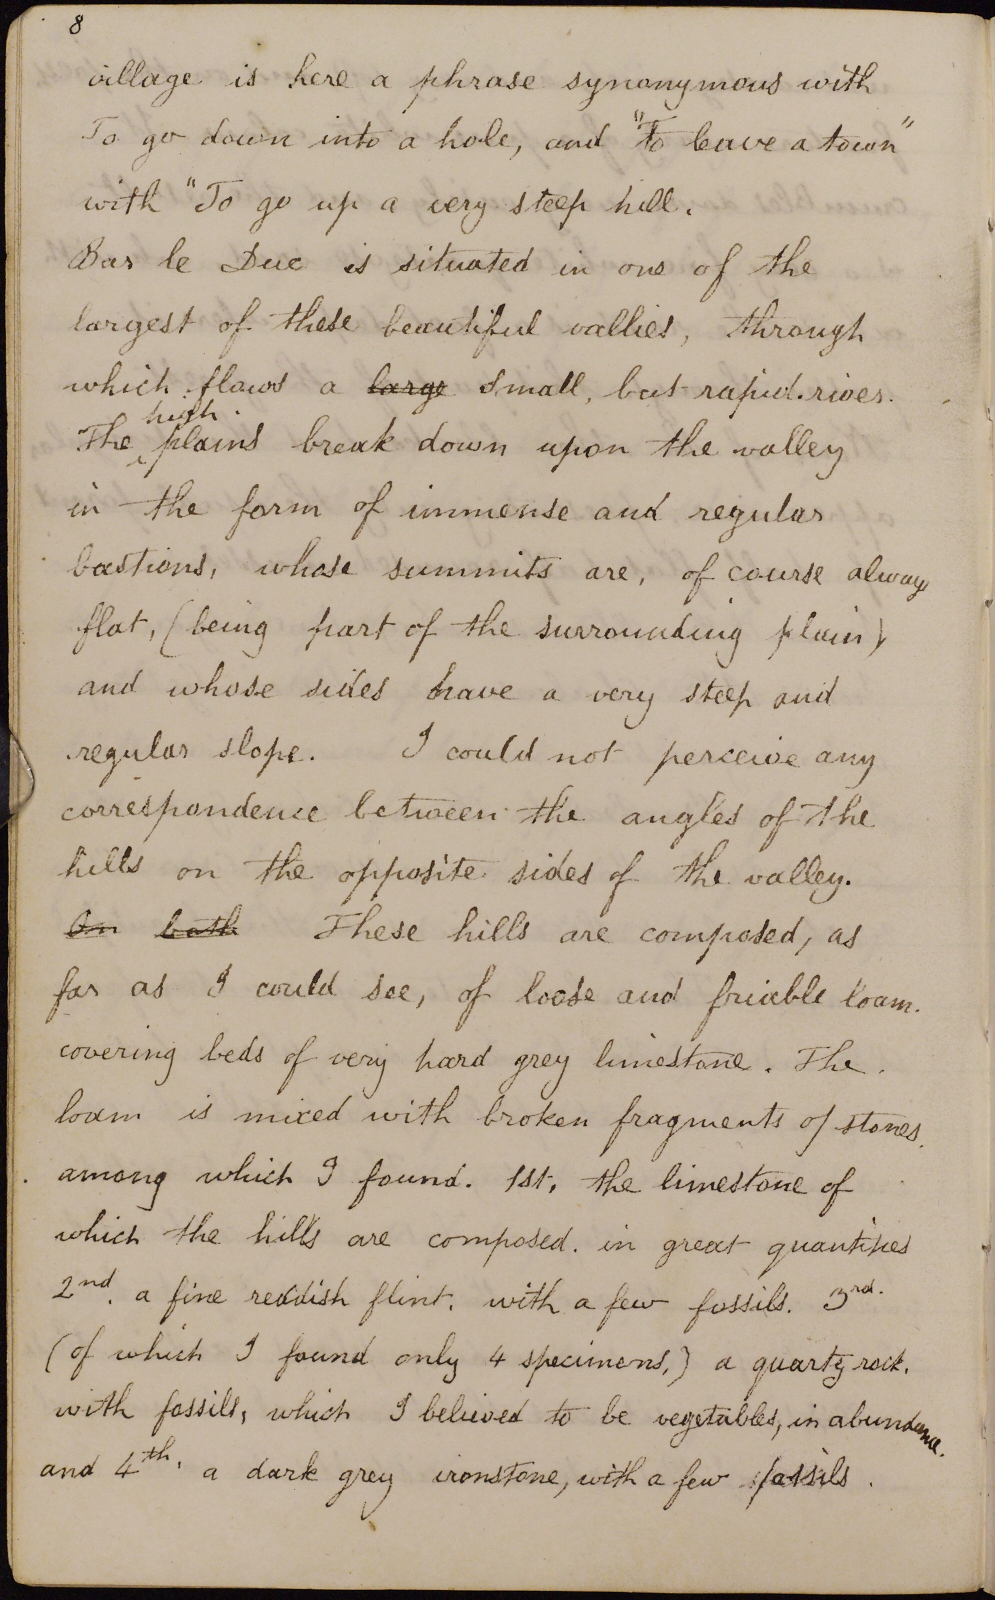 8
village is here a phrase synonymous with
To go down into a hole, and "To leave a town"
with "To go up a very steep hill.
Bar le Duc is situated in one of the
largest of these beautiful vallies, through
which flows a large small, but rapid river.
high
The plains break down upon the valley
in the form of immense and regular
bastions, whose summits are, of course always
flat, (being part of the surrounding plain)
and whose sides have a very steep and
regular slope. I could not perceive any
correspondence between the angles of the
hills on the opposite sides of the valley.
On both These hills are composed, as
far as I could see, of loose and friable loam.
covering beds of very hard grey limestone. The
loam is mixed with broken fragments of stones,
among which I found. 1st, the limestone of
which the hills are composed. in great quantities
2nd. a fine reddish flint. with a few fossils. 3rd.
(of which I found only 4 specimens,) a quartz rock.
with fossils, which I believed to be vegetables, in abundance.
and 4th, a dark grey ironstone, with a few fossils.